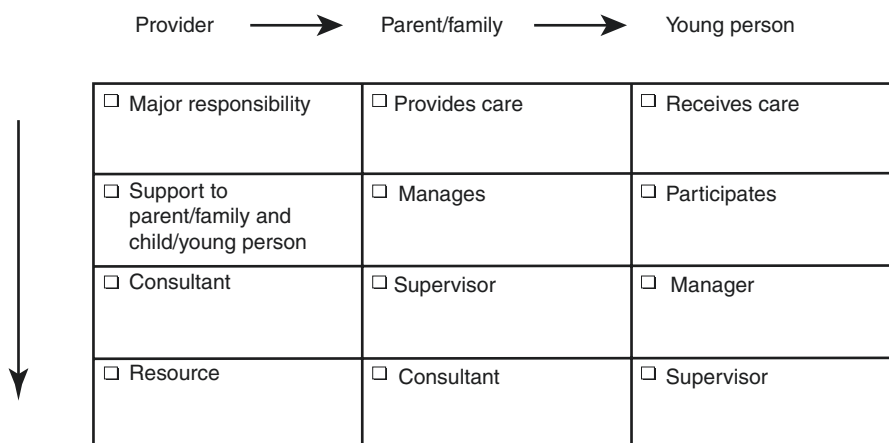 Provider Parent/family Young person
Major responsibility Provides care Receives care
Support to Manages Participates
parent/family and
child/young person
Consultant Supervisor Manager
Resource Consultant Supervisor